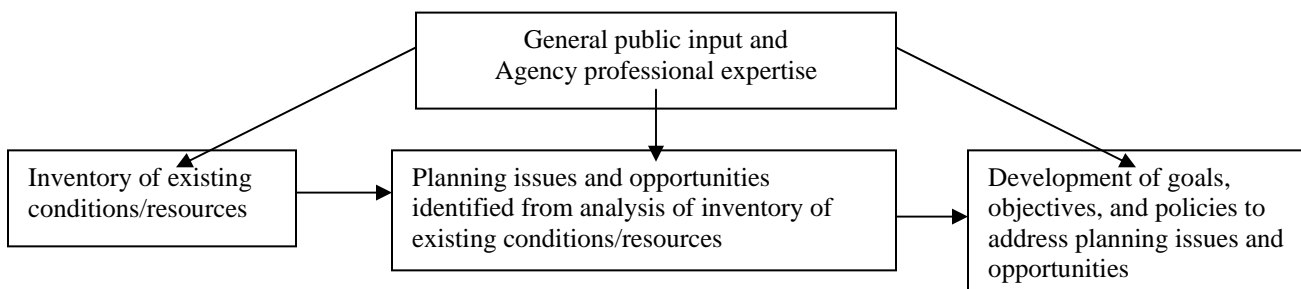 General public input and
Agency professional expertise
Inventory of existing
conditions/resources
Planning issues and opportunities
identified from analysis of inventory of
existing conditions/resources
Development of goals,
objectives, and policies to
address planning issues and
opportunities